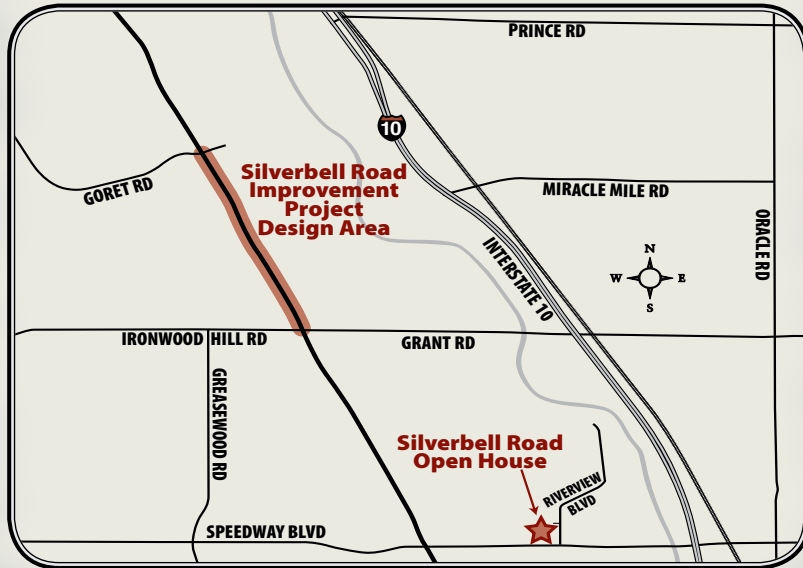 PRINCE RD
10
GORET RD
Silverbell Road
Improvement
Project
Design Area
MIRACLE MILE RD
ORACLE RD
INTERSTATE 10
N
W E
S
IRONWOOD HILL RD
GRANT RD
GREASEWOOD RD
Silverbell Road
Open House
RIVERVIEW
BLVD
SPEEDWAY BLVD